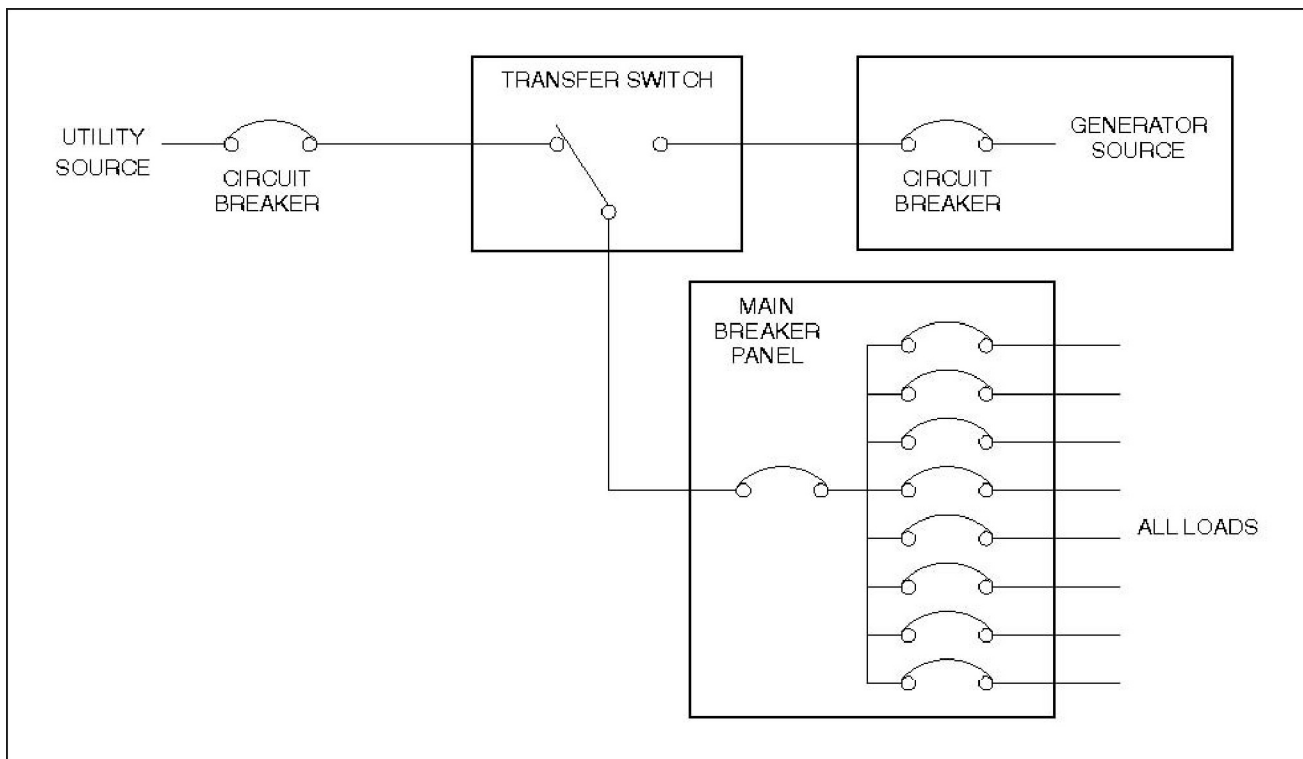 TRANSFER SWITCH
UTILITY
SOURCE
CIRCUIT
BREAKER
GENERATOR
SOURCE
CIRCUIT
BREAKER
MAIN
BREAKER
PANEL
ALL LOADS